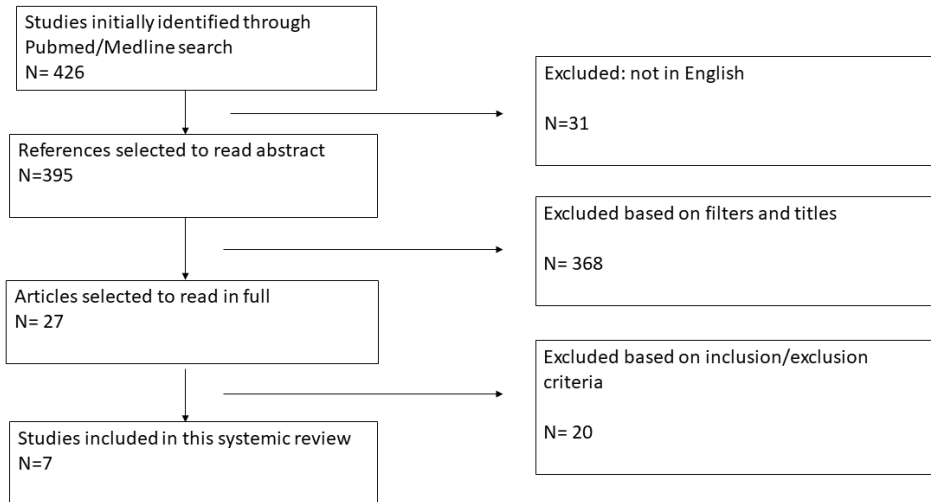 Studies initially identified through
Pubmed/Medline search
N= 426
Excluded: not in English
N=31
References selected to read abstract
N=395
Excluded based on filters and titles
N= 368
Articles selected to read in full
N= 27
Excluded based on inclusion/exclusion
criteria
N= 20
Studies included in this systemic review
N=7